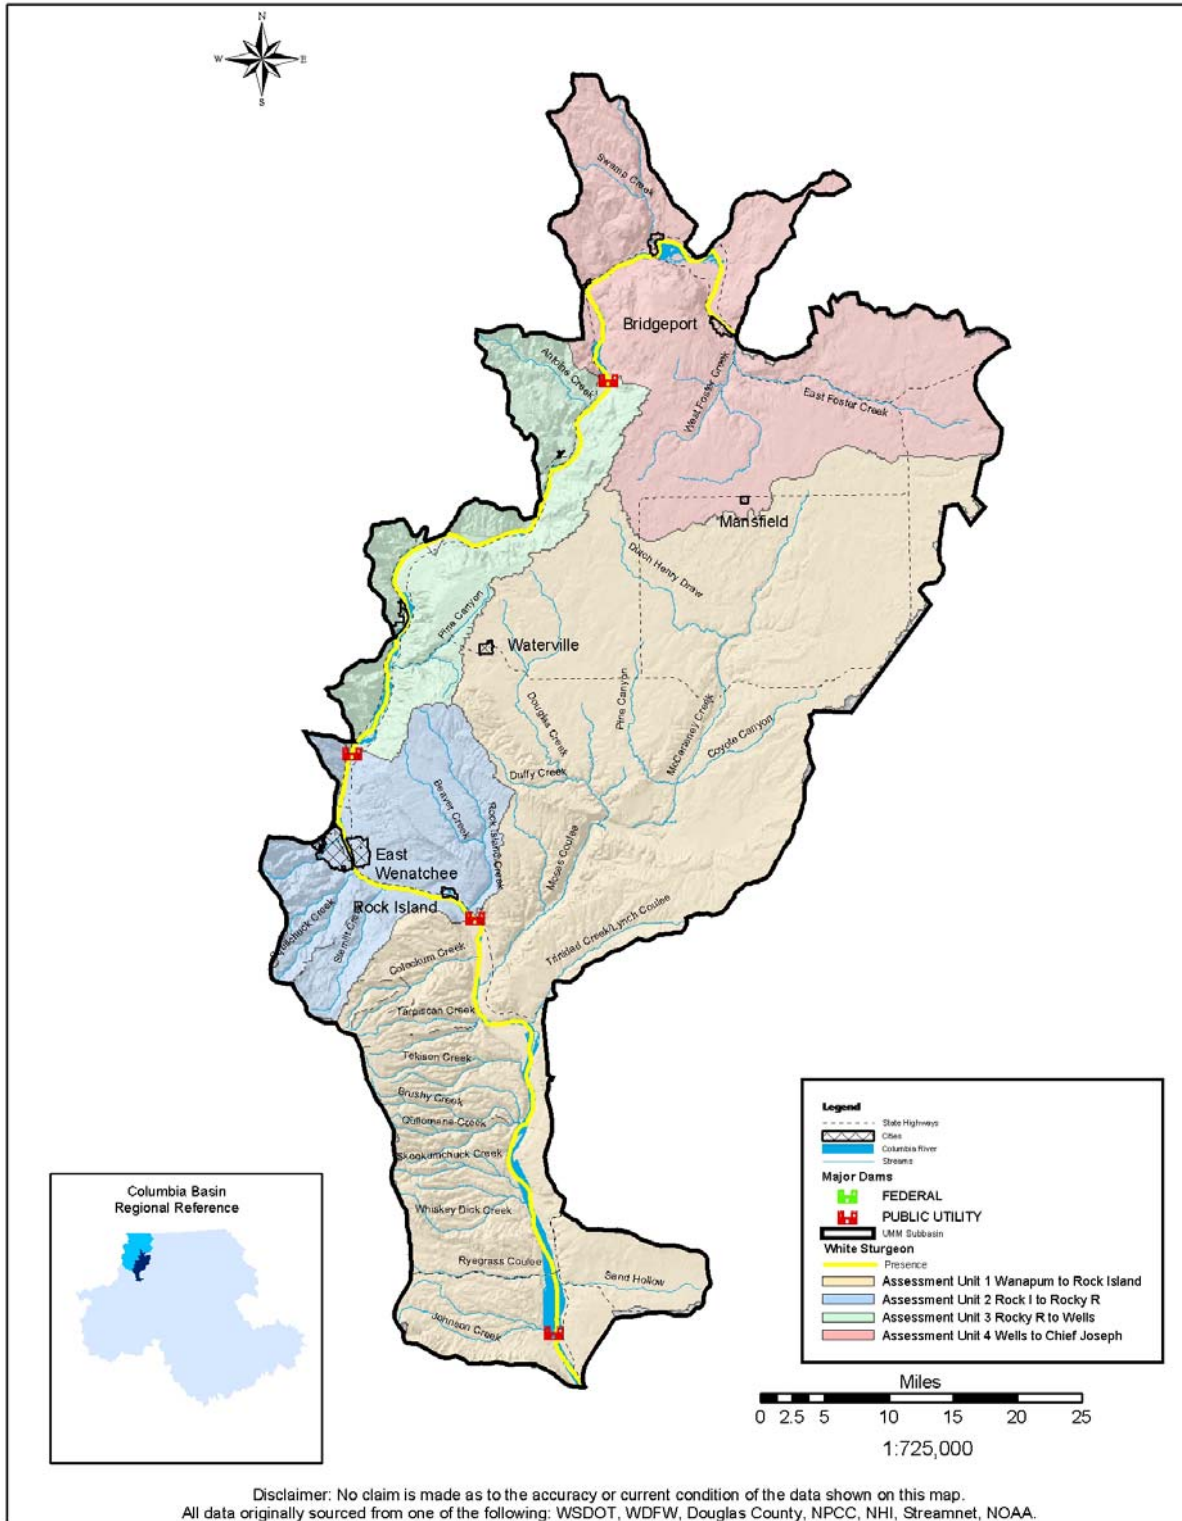 N
W
E
S
Swamp Creek
Bridgeport
Antoine Creek
West Foster Creek
East Foster Creek
Mansfield
Dutch Henry Draw
Pine Canyon
Waterville
Douglas Creek
Pine Canyon
McCarteney Creek
Coyote Canyon
Duffy Creek
Beaver Creek
Rock Island Creek
Moses Coulee
East
Wenatchee
Rock Island
Stemilt Creek
Colockum Creek
Trinidad Creek/Lynch Coulee
Tarpiscan Creek
Tekison Creek
Brushy Creek
Quilomene Creek
Skookumchuck Creek
Whiskey Dick Creek
Ryegrass Coulee
Sand Hollow
Johnson Creek
Columbia Basin
Regional Reference
Legend
State Highways
Cities
Columbia River
Streams
Major Dams
FEDERAL
PUBLIC UTILITY
UMM Subbasin
White Sturgeon
Presence
Assessment Unit 1 Wanapum to Rock Island
Assessment Unit 2 Rock I to Rocky R
Assessment Unit 3 Rocky R to Wells
Assessment Unit 4 Wells to Chief Joseph
Miles
0 2.5 5 10 15 20 25
1:725,000
Disclaimer: No claim is made as to the accuracy or current condition of the data shown on this map.
All data originally sourced from one of the following: WSDOT, WDFW, Douglas County, NPCC, NHI, Streamnet, NOAA.